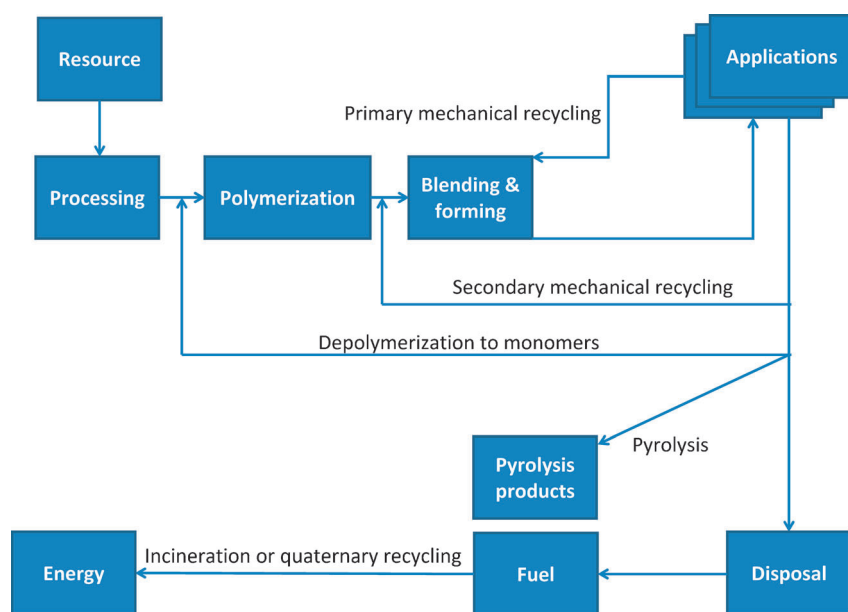 Resource
Applications
Primary mechanical recycling
Processing
Polymerization
Blending &
forming
Secondary mechanical recycling
Depolymerization to monomers
Pyrolysis
Pyrolysis
products
Energy
Incineration or quaternary recycling
Fuel
Disposal